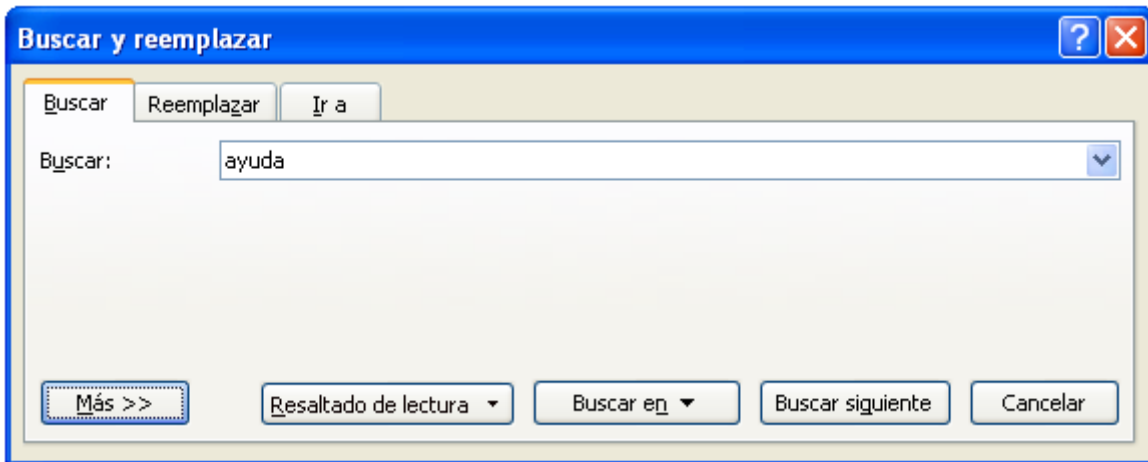 Buscar y reemplazar
Buscar Reemplazar Ir a
Buscar: ayuda
Más >> Resaltado de lectura Buscar en Buscar siguiente Cancelar